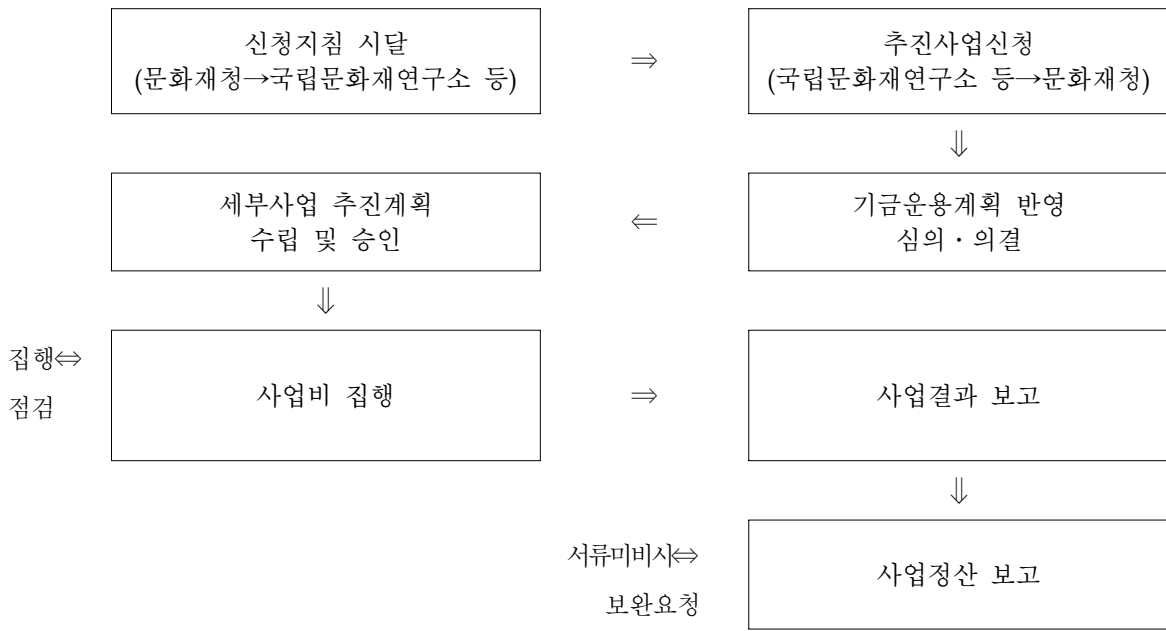 신청지침 시달
(문화재청→국립문화재연구소 등)
⇒
추진사업신청
(국립문화재연구소 등→문화재청)
⇓
세부사업 추진계획
수립 및 승인
⇐
기금운용계획 반영
심의・의결
⇓
집행⇔
점검
사업비 집행
⇒
사업결과 보고
⇓
서류미비시⇔
보완요청
사업정산 보고